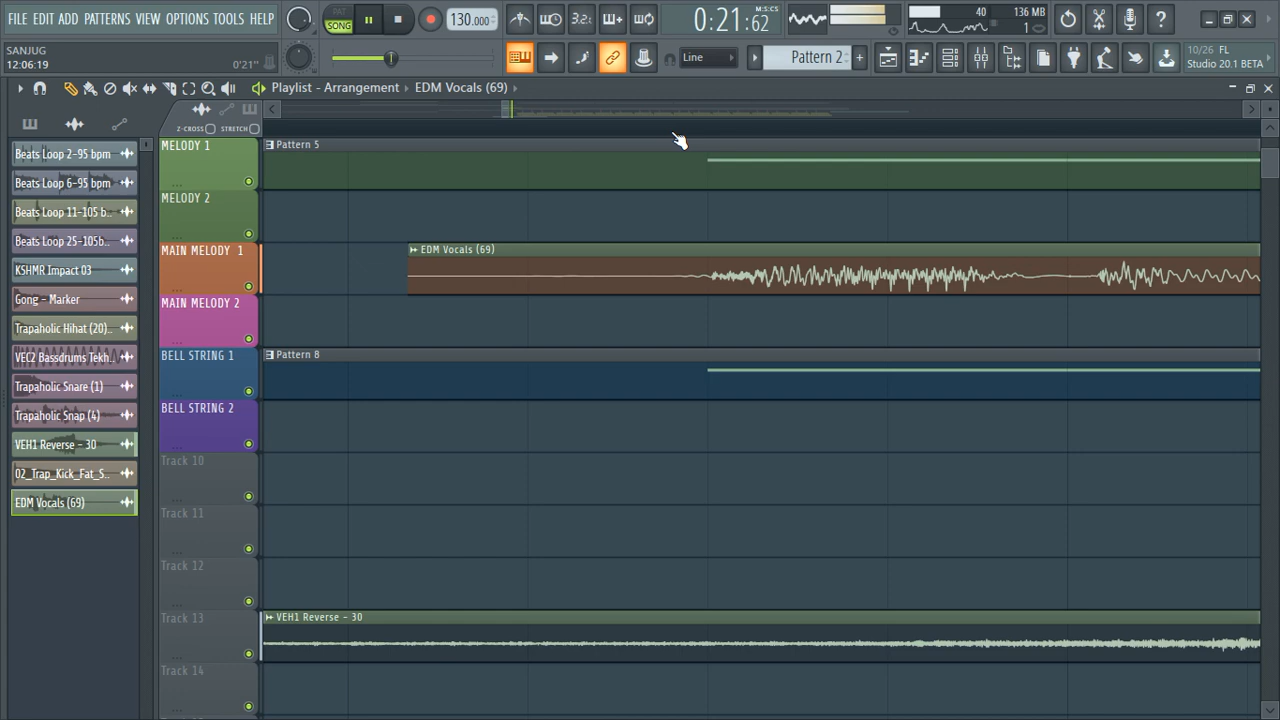 FILE EDIT ADD PATTERNS VIEW OPTIONS TOOLS HELP
PAT
SONG
130.000
3.2
0:21:62
M:S:CS
40
136 MB
1
SANJUG
12:06:19
0'21"
Line
Pattern 2
10/26 FL
Studio 20.1 BETA
Playlist - Arrangement
EDM Vocals (69)
Z-CROSS
STRETCH
Beats Loop 2-95 bpm
Beats Loop 6-95 bpm
Beats Loop 11-105 b..
Beats Loop 25-105b..
KSHMR Impact 03
Gong - Marker
Trapaholic Hihat (20)..
VEC2 Bassdrums Tekh..
Trapaholic Snare (1)
Trapaholic Snap (4)
VEH1 Reverse - 30
02_Trap_Kick_Fat_S..
EDM Vocals (69)
MELODY 1
Pattern 5
MELODY 2
MAIN MELODY 1
EDM Vocals (69)
MAIN MELODY 2
BELL STRING 1
Pattern 8
BELL STRING 2
Track 10
Track 11
Track 12
Track 13
VEH1 Reverse - 30
Track 14